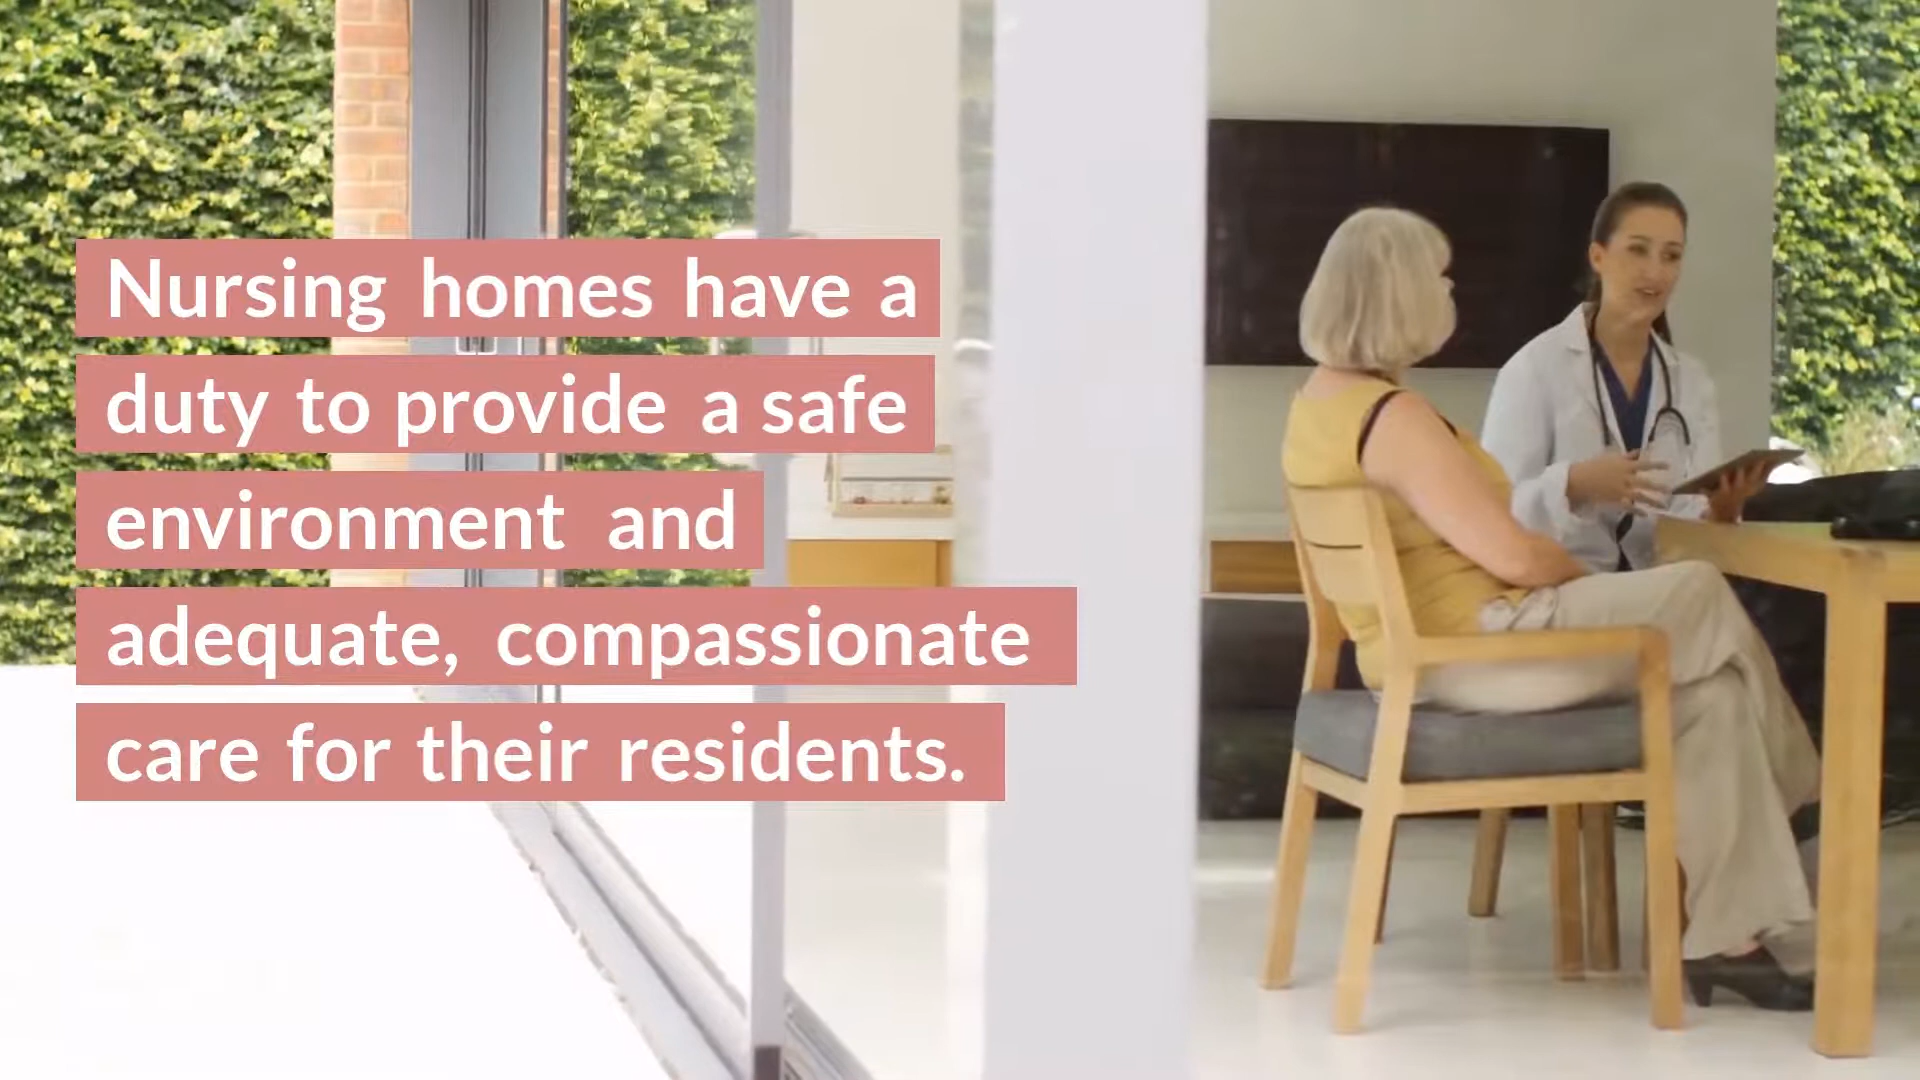 Nursing homes have a
duty to provide a safe
environment and
adequate, compassionate
care for their residents.